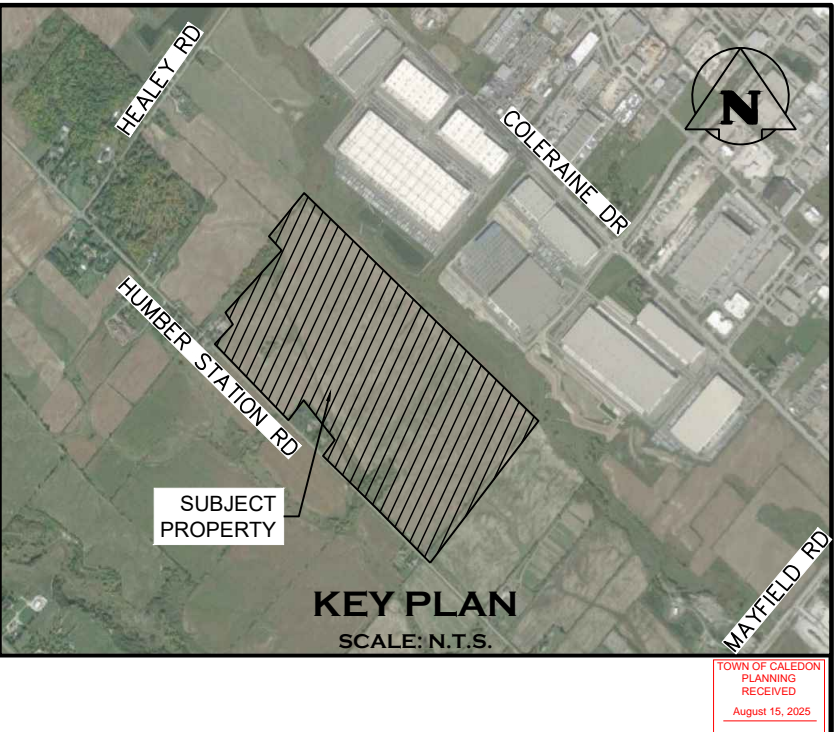 HEALEY RD
N
COLERAINE DR
HUMBER STATION RD
SUBJECT
PROPERTY
KEY PLAN
SCALE: N.T.S.
MAYFIELD RD
TOWN OF CALEDON
PLANNING
RECEIVED
August 15, 2025